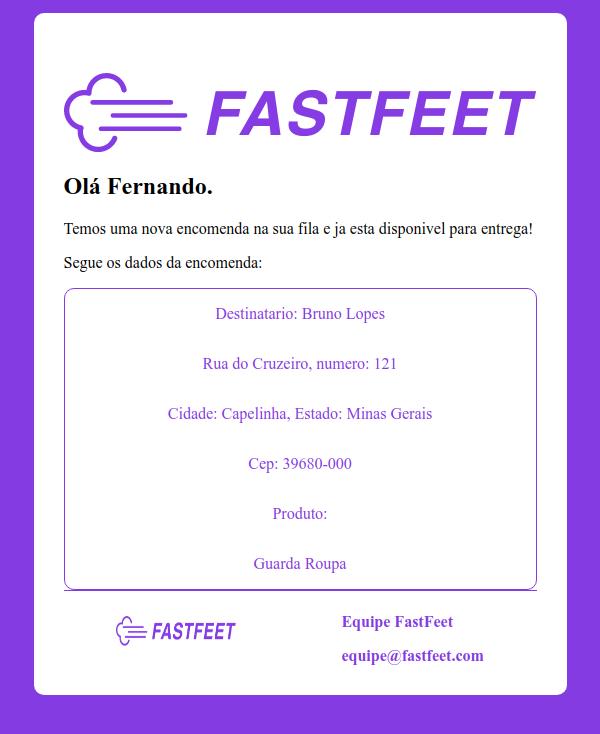 FASTFEET
Olá Fernando.
Temos uma nova encomenda na sua fila e ja esta disponivel para entrega!
Segue os dados da encomenda:
Destinatario: Bruno Lopes
Rua do Cruzeiro, numero: 121
Cidade: Capelinha, Estado: Minas Gerais
Cep: 39680-000
Produto:
Guarda Roupa
FASTFEET
Equipe FastFeet
equipe@fastfeet.com